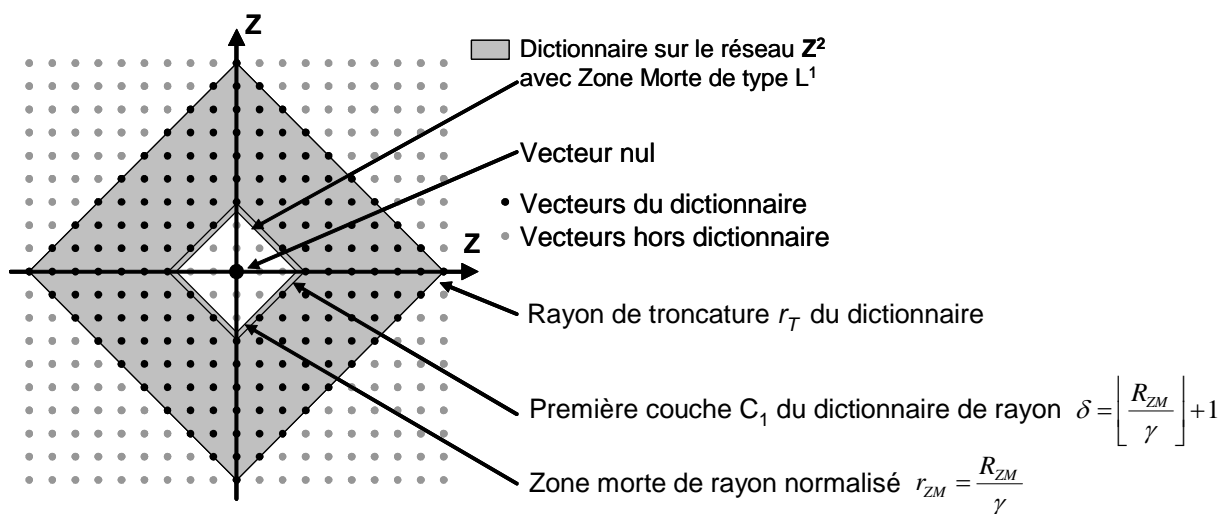 Z
Dictionnaire sur le réseau Z²
avec Zone Morte de type L¹
Vecteur nul
• Vecteurs du dictionnaire
Z
• Vecteurs hors dictionnaire
Rayon de troncature r_T du dictionnaire
Première couche C₁ du dictionnaire de rayon δ = ⌊R_ZM / γ⌋ + 1
Zone morte de rayon normalisé r_ZM = R_ZM / γ